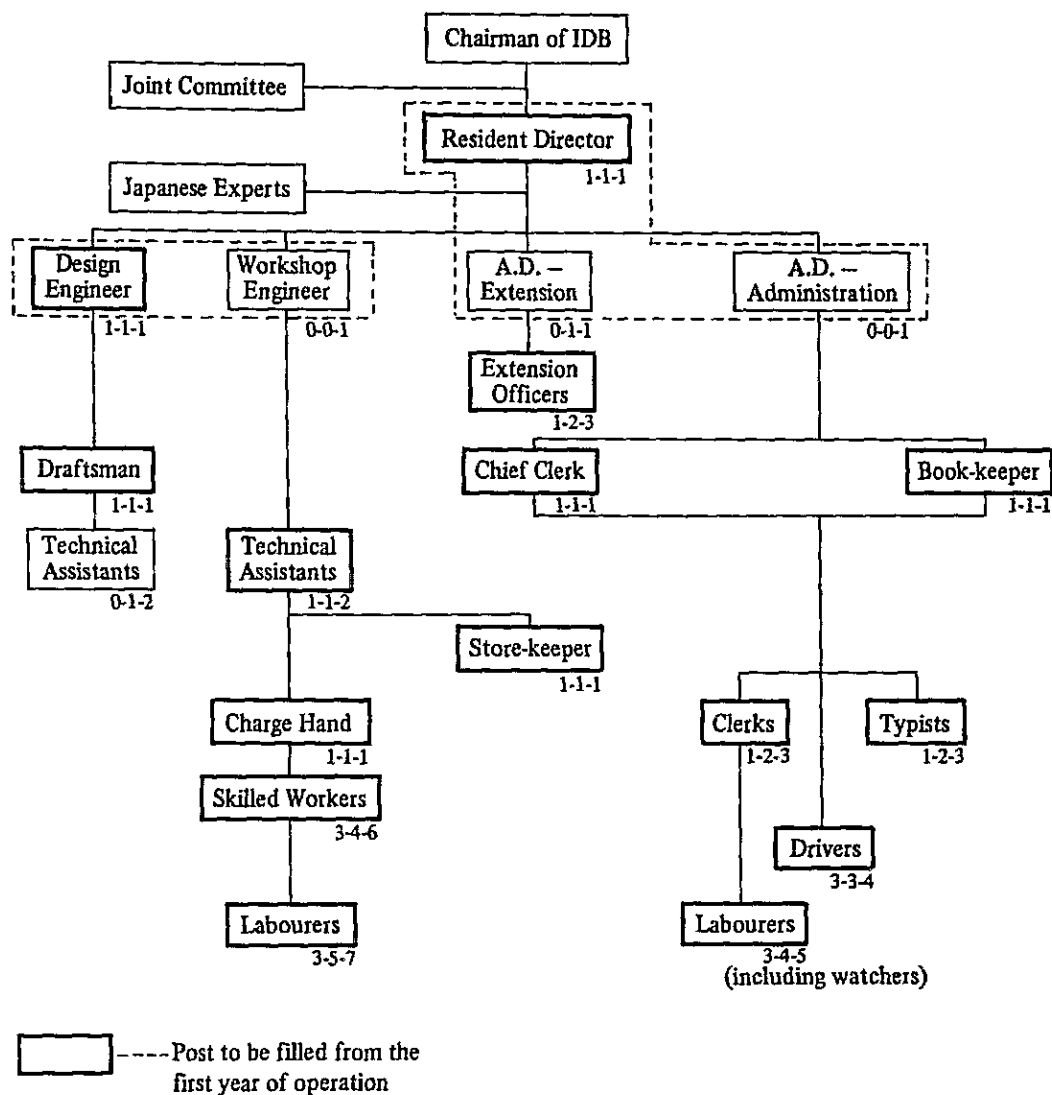 Chairman of IDB
Joint Committee
Resident Director
1-1-1
Japanese Experts
Design
Engineer
1-1-1
Workshop
Engineer
0-0-1
A.D. –
Extension
0-1-1
A.D. –
Administration
0-0-1
Extension
Officers
1-2-3
Draftsman
1-1-1
Chief Clerk
1-1-1
Book-keeper
1-1-1
Technical
Assistants
0-1-2
Technical
Assistants
1-1-2
Store-keeper
1-1-1
Charge Hand
1-1-1
Clerks
1-2-3
Typists
1-2-3
Skilled Workers
3-4-6
Drivers
3-3-4
Labourers
3-5-7
Labourers
3-4-5
(including watchers)
----Post to be filled from the
first year of operation